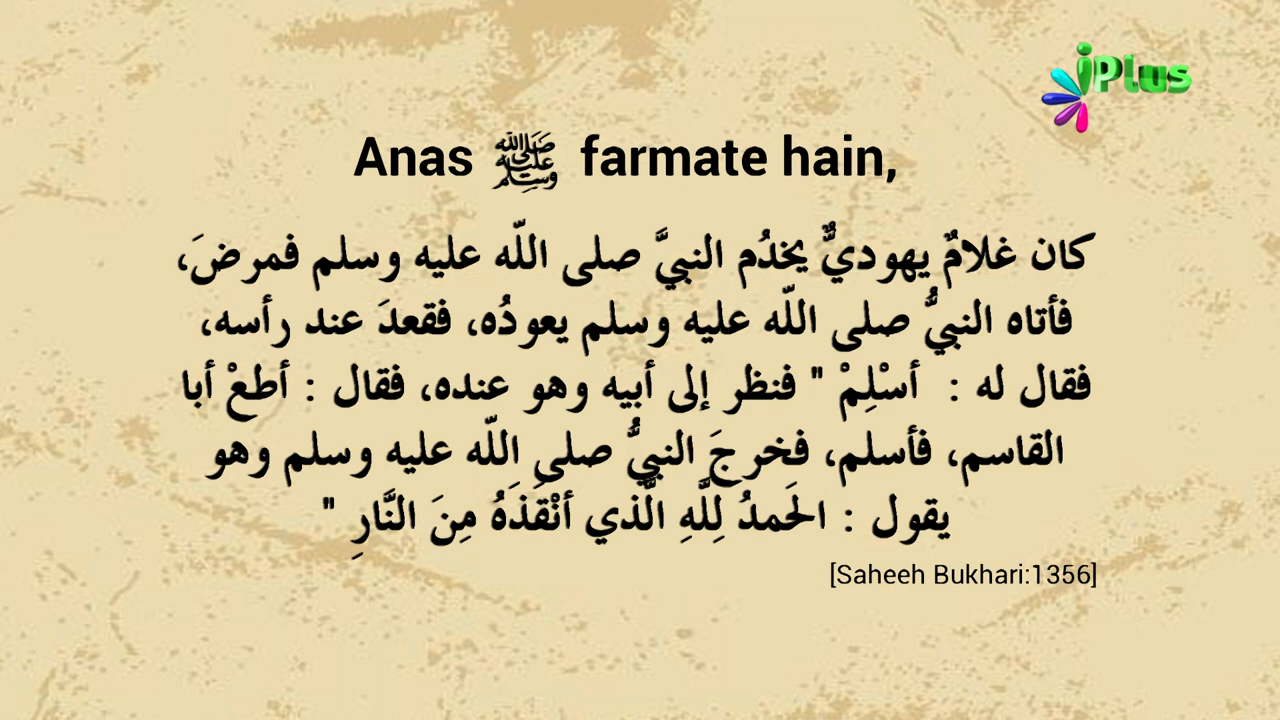 iPlus
Anas ﷺ farmate hain,
كان غلامٌ يهوديٌّ يخدُم النبيَّ صلى اللّه عليه وسلم فمرضَ،
فأتاه النبيُّ صلى اللّه عليه وسلم يعودُه، فقعدَ عند رأسه،
فقال له : أسْلِمْ " فنظر إلى أبيه وهو عنده، فقال : أطعْ أبا
القاسم، فأسلم، فخرجَ النبيُّ صلى اللّه عليه وسلم وهو
يقول : الحَمدُ لِلَّهِ الَّذي أنْقَذَهُ مِنَ النَّارِ "
[Saheeh Bukhari:1356]